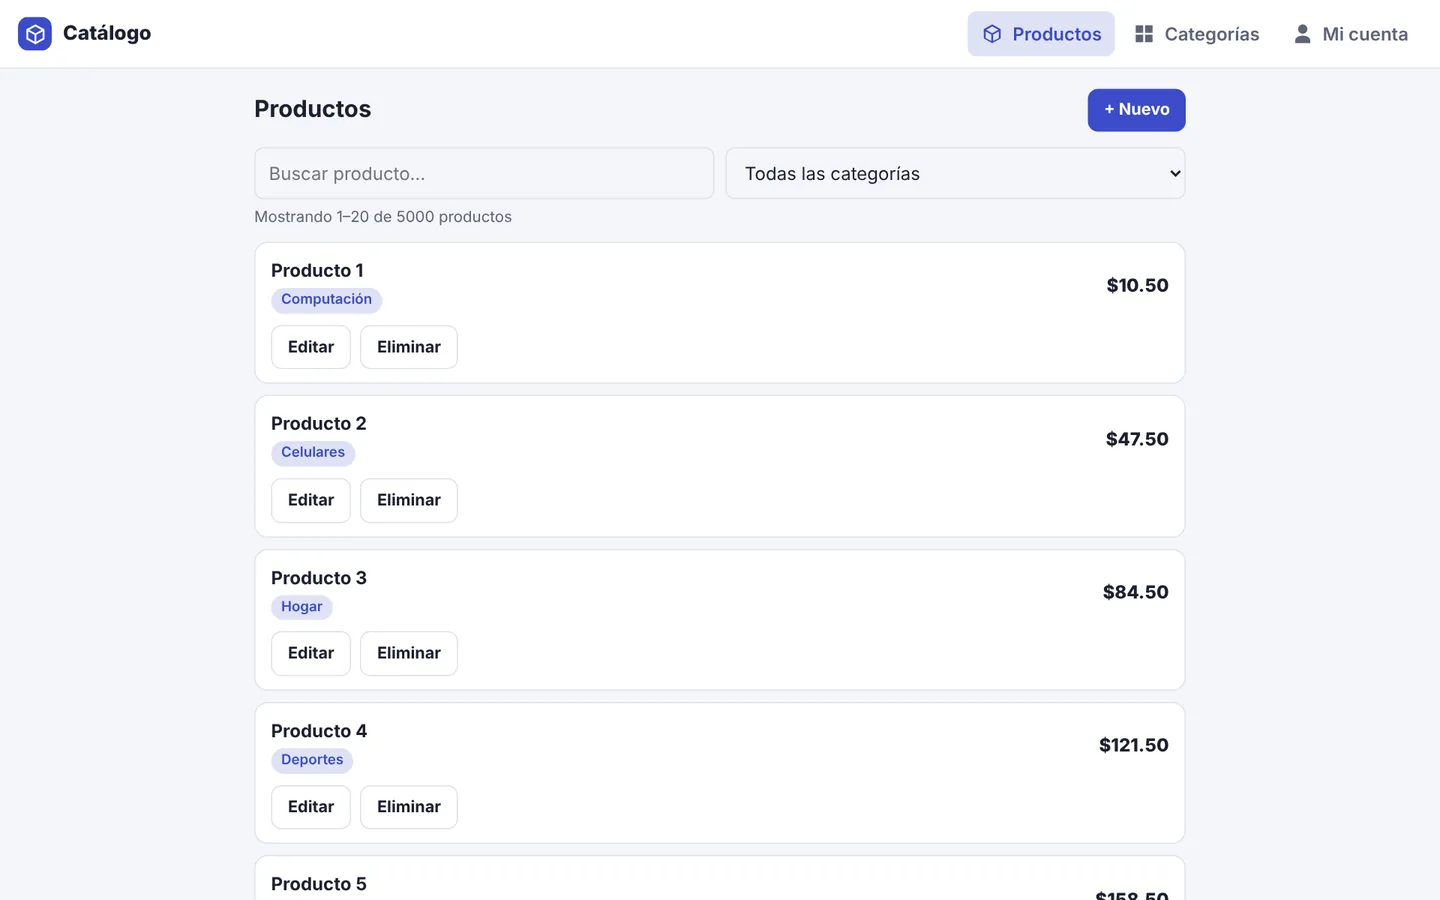 Catálogo
Productos
Categorías
Mi cuenta
Productos
+ Nuevo
Buscar producto...
Todas las categorías
Mostrando 1–20 de 5000 productos
Producto 1
Computación
$10.50
Editar
Eliminar
Producto 2
Celulares
$47.50
Editar
Eliminar
Producto 3
Hogar
$84.50
Editar
Eliminar
Producto 4
Deportes
$121.50
Editar
Eliminar
Producto 5
$158.50